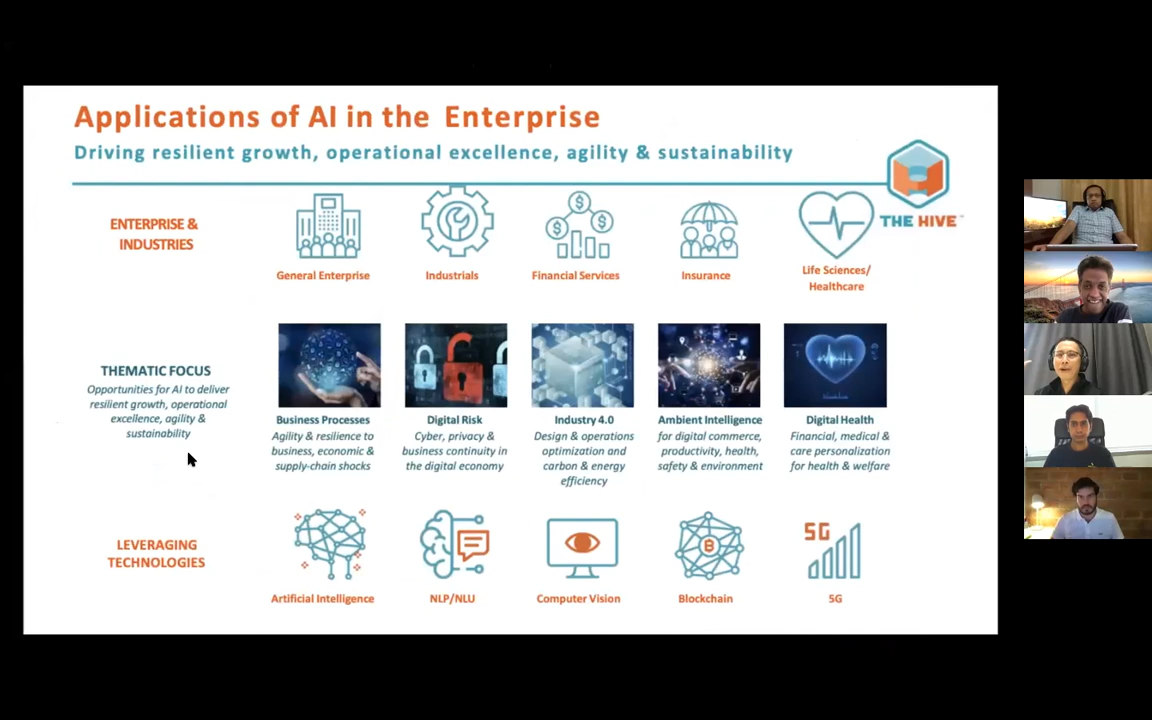 Applications of AI in the Enterprise
Driving resilient growth, operational excellence, agility & sustainability
THE HIVE™
ENTERPRISE &
INDUSTRIES
General Enterprise
Industrials
Financial Services
Insurance
Life Sciences/
Healthcare
THEMATIC FOCUS
Opportunities for AI to deliver
resilient growth, operational
excellence, agility &
sustainability
Business Processes
Agility & resilience to
business, economic &
supply-chain shocks
Digital Risk
Cyber, privacy &
business continuity in
the digital economy
Industry 4.0
Design & operations
optimization and
carbon & energy
efficiency
Ambient Intelligence
for digital commerce,
productivity, health,
safety & environment
Digital Health
Financial, medical &
care personalization
for health & welfare
LEVERAGING
TECHNOLOGIES
Artificial Intelligence
NLP/NLU
Computer Vision
Blockchain
5G
5G